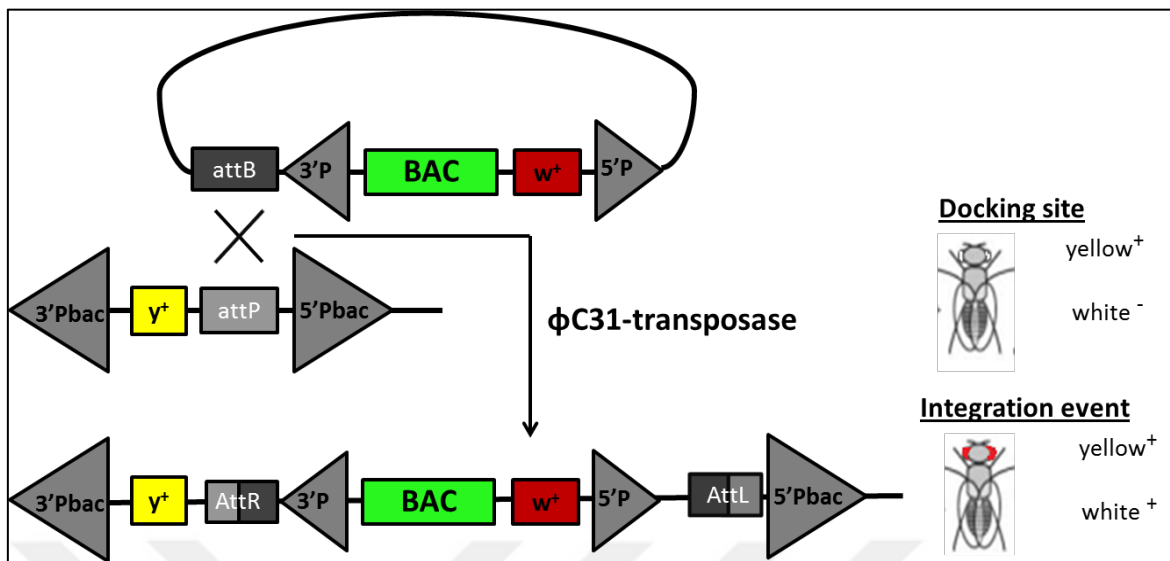 attB 3'P BAC w⁺ 5'P
3'Pbac y⁺ attP 5'Pbac
ϕC31-transposase
3'Pbac y⁺ AttR 3'P BAC w⁺ 5'P AttL 5'Pbac
Docking site
yellow⁺
white⁻
Integration event
yellow⁺
white⁺